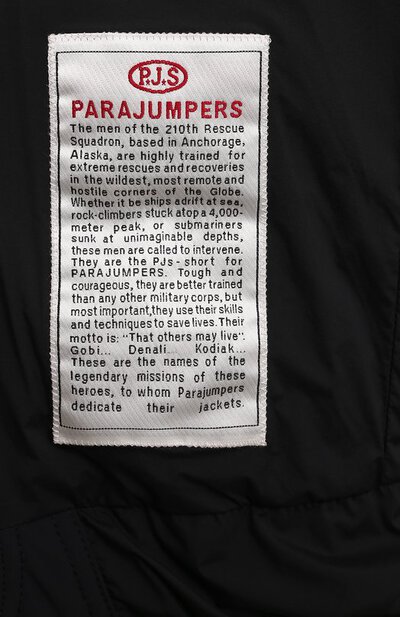 P.J.S
PARAJUMPERS
The men of the 210th Rescue
Squadron, based in Anchorage,
Alaska, are highly trained for
extreme rescues and recoveries
in the wildest, most remote and
hostile corners of the Globe.
Whether it be ships adrift at sea,
rock-climbers stuck atop a 4,000-
meter peak, or submariners
sunk at unimaginable depths,
these men are called to intervene.
They are the PJs - short for
PARAJUMPERS. Tough and
courageous, they are better trained
than any other military corps, but
most important, they use their skills
and techniques to save lives. Their
motto is: "That others may live".
Gobi... Denali... Kodiak...
These are the names of the
legendary missions of these
heroes, to whom Parajumpers
dedicate their jackets.